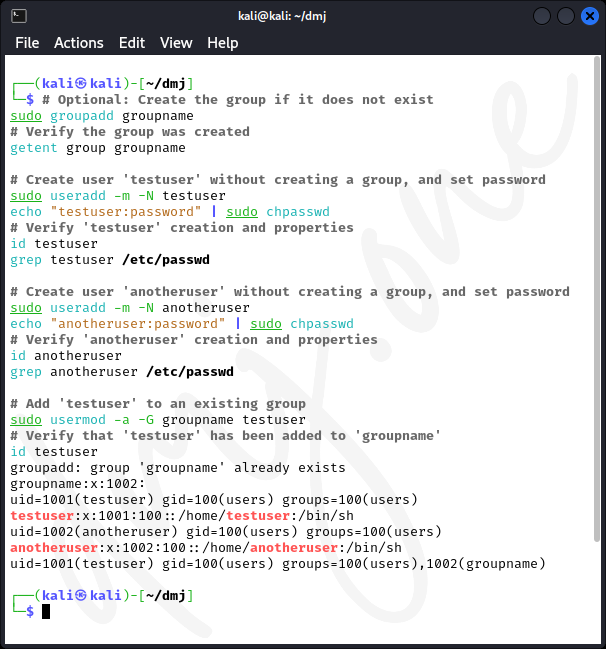 kali@kali: ~/dmj
File Actions Edit View Help
┌──(kali㉿kali)-[~/dmj]
└─$ # Optional: Create the group if it does not exist
sudo groupadd groupname
# Verify the group was created
getent group groupname

# Create user 'testuser' without creating a group, and set password
sudo useradd -m -N testuser
echo "testuser:password" | sudo chpasswd
# Verify 'testuser' creation and properties
id testuser
grep testuser /etc/passwd

# Create user 'anotheruser' without creating a group, and set password
sudo useradd -m -N anotheruser
echo "anotheruser:password" | sudo chpasswd
# Verify 'anotheruser' creation and properties
id anotheruser
grep anotheruser /etc/passwd

# Add 'testuser' to an existing group
sudo usermod -a -G groupname testuser
# Verify that 'testuser' has been added to 'groupname'
id testuser
groupadd: group 'groupname' already exists
groupname:x:1002:
uid=1001(testuser) gid=100(users) groups=100(users)
testuser:x:1001:100::/home/testuser:/bin/sh
uid=1002(anotheruser) gid=100(users) groups=100(users)
anotheruser:x:1002:100::/home/anotheruser:/bin/sh
uid=1001(testuser) gid=100(users) groups=100(users),1002(groupname)

┌──(kali㉿kali)-[~/dmj]
└─$